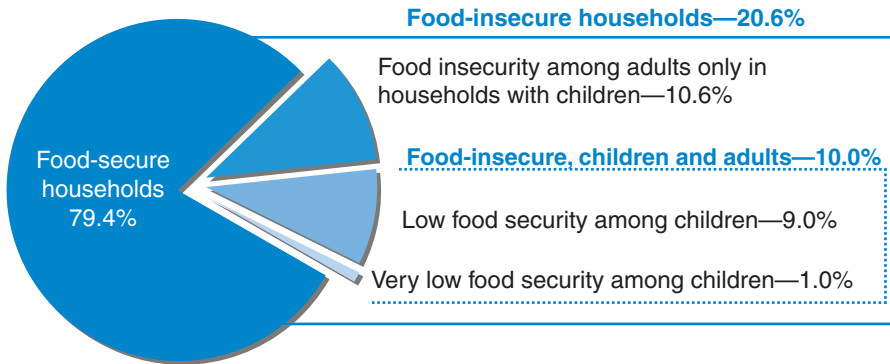 Food-insecure households—20.6%
Food insecurity among adults only in
households with children—10.6%
Food-secure
households
79.4%
Food-insecure, children and adults—10.0%
Low food security among children—9.0%
Very low food security among children—1.0%